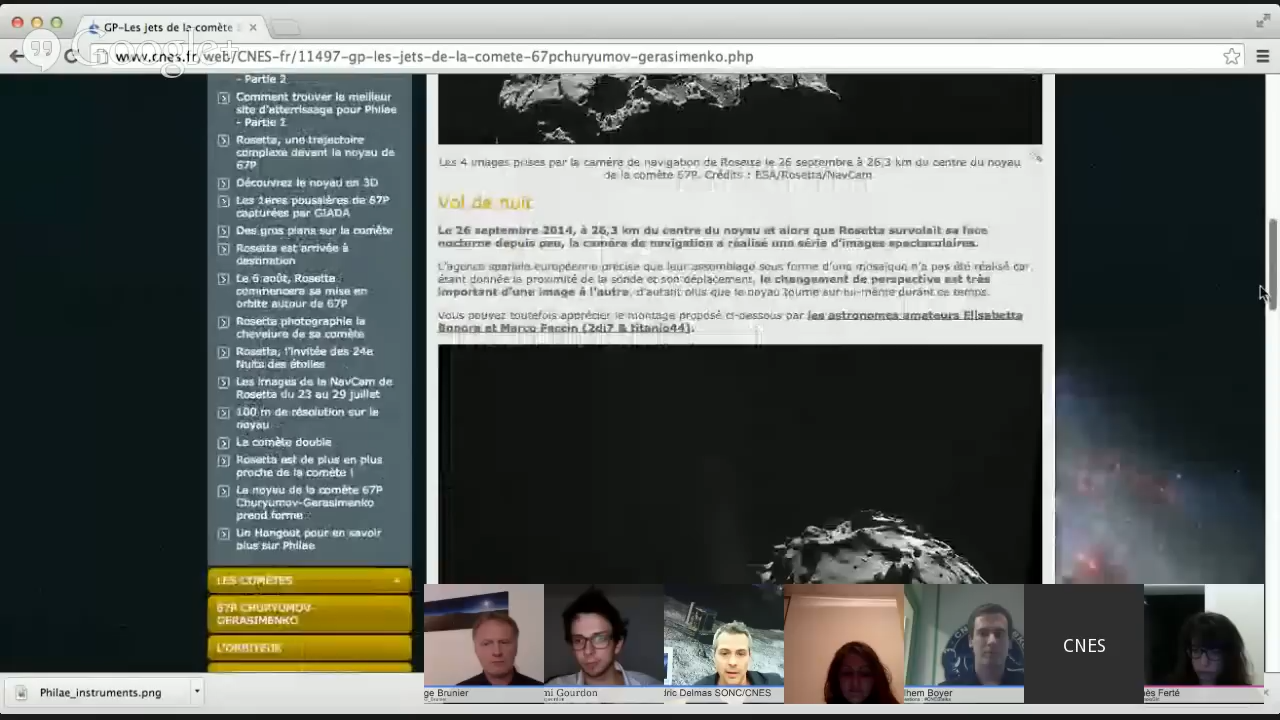 GP-Les jets de la comète
Google+
www.cnes.fr/web/CNES-fr/11497-gp-les-jets-de-la-comete-67pchuryumov-gerasimenko.php
- Partie 2
Comment trouver le meilleur
site d'atterrissage pour Philae
- Partie 1
Rosetta, une trajectoire
complexe devant le noyau de
67P
Découvrez le noyau en 3D
Les 1ères poussières de 67P
capturées par GIADA
Des gros plans sur la comète
Rosetta est arrivée à
destination
Le 6 août, Rosetta
commencera sa mise en
orbite autour de 67P
Rosetta photographie la
chevelure de sa comète
Rosetta, l'invitée des 24e
Nuits des étoiles
Les images de la NavCam de
Rosetta du 23 au 29 juillet
100 m de résolution sur le
noyau
La comète double
Rosetta est de plus en plus
proche de la comète !
Le noyau de la comète 67P
Churyumov-Gerasimenko
prend forme
Un Hangout pour en savoir
plus sur Philae
LES COMÈTES
67P CHURYUMOV-
GERASIMENKO
L'ORBITEUR
Les 4 images prises par la caméra de navigation de Rosetta le 26 septembre à 26,3 km du centre du noyau
de la comète 67P. Crédits : ESA/Rosetta/NavCam
Vol de nuit
Le 26 septembre 2014, à 26,3 km du centre du noyau et alors que Rosetta survolait sa face
nocturne depuis peu, la caméra de navigation a réalisé une série d'images spectaculaires.
L'agence spatiale européenne précise que leur assemblage sous forme d'une mosaïque n'a pas été réalisé car
étant donnée la proximité de la sonde et son déplacement, le changement de perspective est très
important d'une image à l'autre, d'autant plus que le noyau tourne sur lui-même durant ce temps.
Vous pouvez toutefois apprécier le montage proposé ci-dessous par les astronomes amateurs Elisabetta
Bonora et Marco Faccin (2di7 & titanio44).
CNES
ge Brunier
mi Gourdon
dric Delmas SONC/CNES
lhem Boyer
ès Ferté
Philae_instruments.png